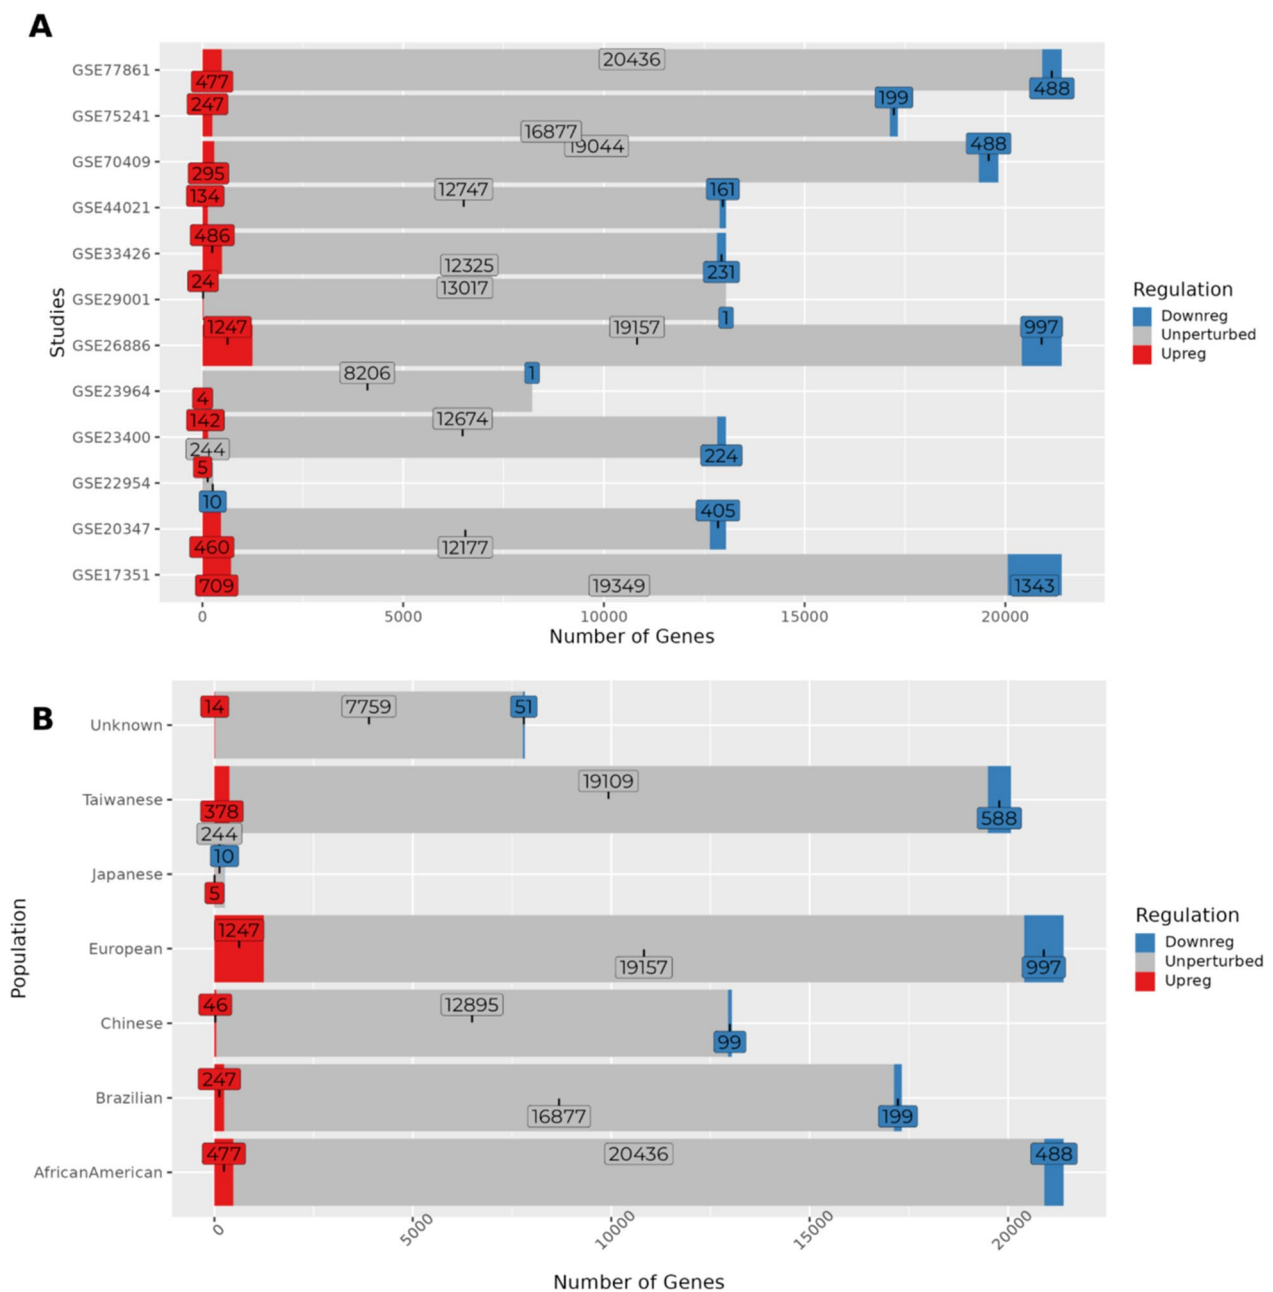 A
GSE77861
20436
477
488
GSE75241
247
199
16877
GSE70409
19044
488
295
GSE44021
134
12747
161
GSE33426
486
12325
231
GSE29001
24
13017
1
GSE26886
1247
19157
997
GSE23964
8206
1
4
GSE23400
142
12674
224
GSE22954
244
5
10
GSE20347
405
460
12177
GSE17351
709
19349
1343
0 5000 10000 15000 20000
Number of Genes
Studies
Regulation
Downreg
Unperturbed
Upreg
B
Unknown
14
7759
51
Taiwanese
19109
378
588
Japanese
244
10
5
European
1247
19157
997
Chinese
46
12895
99
Brazilian
247
16877
199
AfricanAmerican
477
20436
488
0 5000 10000 15000 20000
Number of Genes
Population
Regulation
Downreg
Unperturbed
Upreg